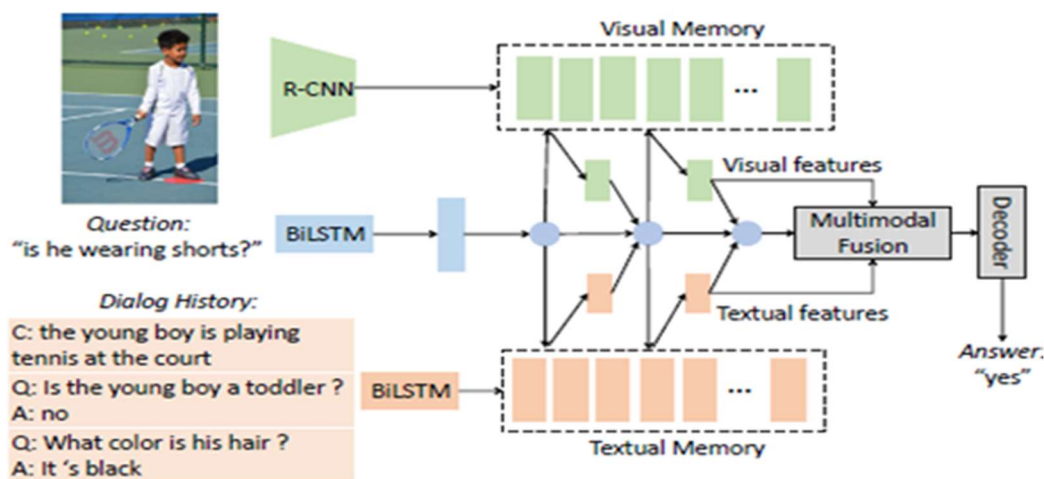 Visual Memory
R-CNN
...
Visual features
Question:
“is he wearing shorts?”
BiLSTM
Multimodal
Fusion
Decoder
Dialog History:
C: the young boy is playing
tennis at the court
Q: Is the young boy a toddler ?
A: no
Q: What color is his hair ?
A: It ‘s black
BiLSTM
Textual features
...
Textual Memory
Answer:
“yes”